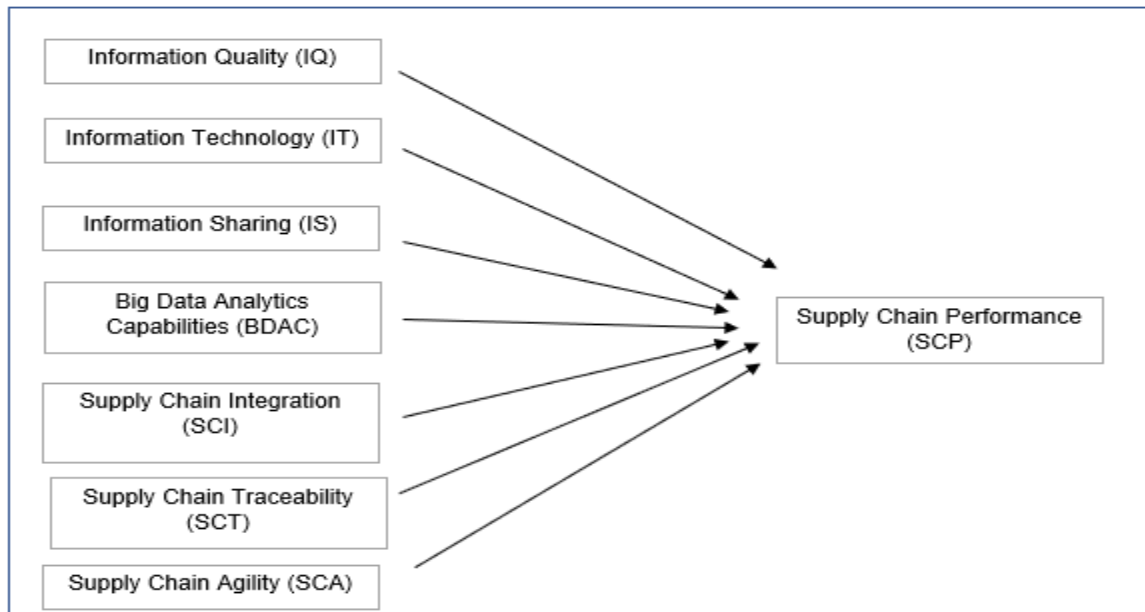 Information Quality (IQ)
Information Technology (IT)
Information Sharing (IS)
Big Data Analytics
Capabilities (BDAC)
Supply Chain Integration
(SCI)
Supply Chain Traceability
(SCT)
Supply Chain Agility (SCA)
Supply Chain Performance
(SCP)